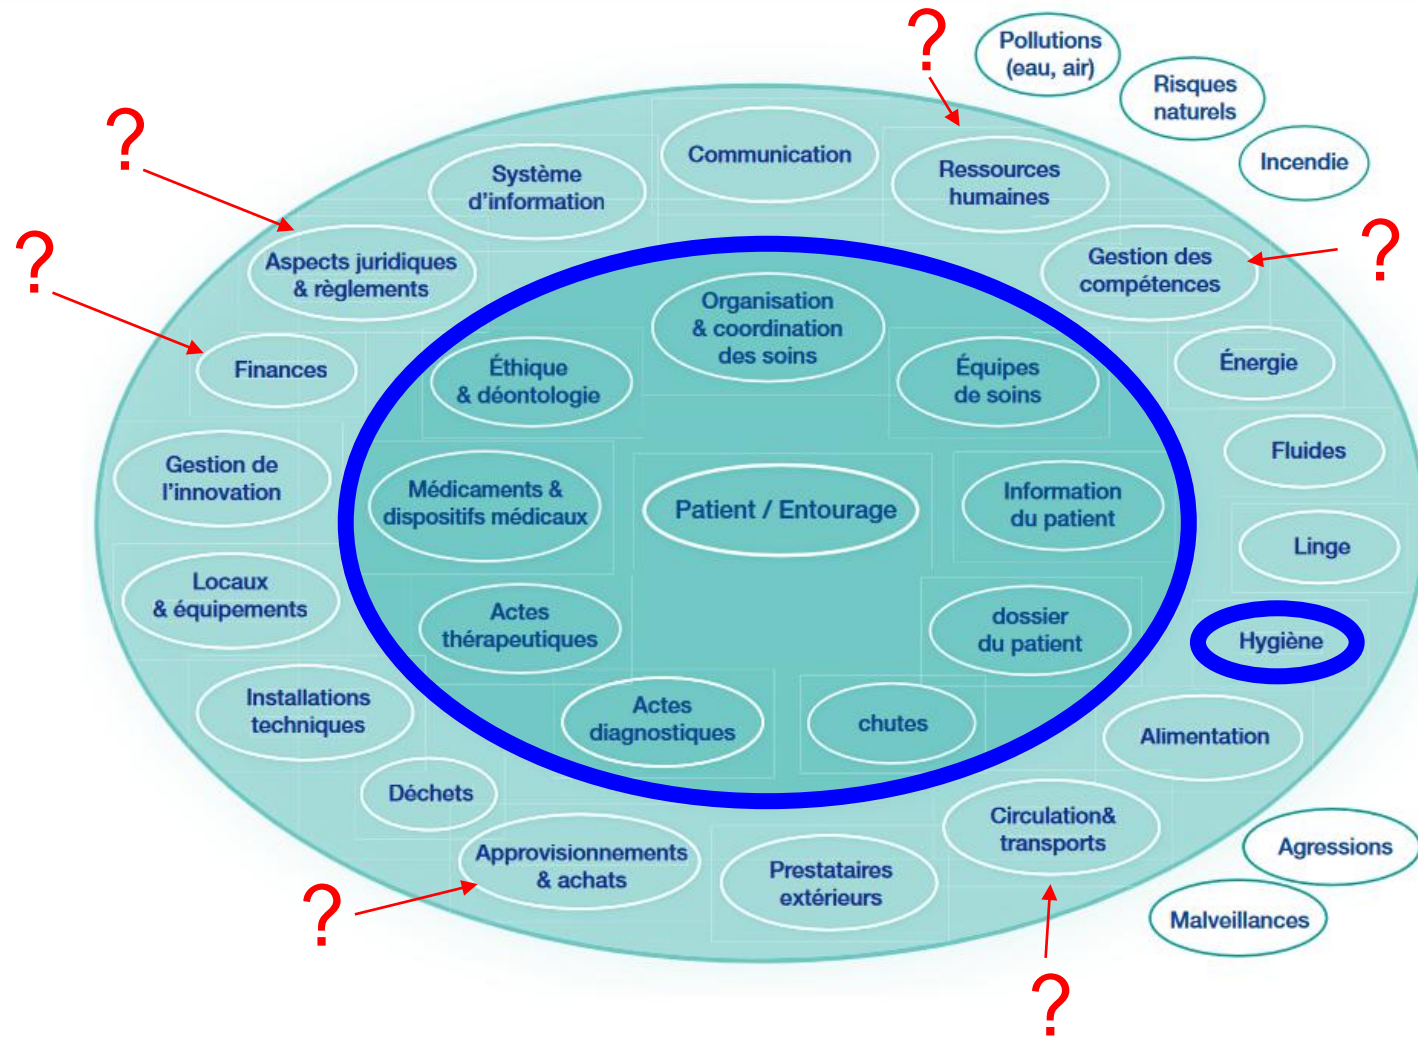 ?
Pollutions
(eau, air)
Risques
naturels
Incendie
?
Communication
Ressources
humaines
Système
d'information
?
Aspects juridiques
& règlements
Gestion des
compétences
?
?
Finances
Organisation
& coordination
des soins
Énergie
Éthique
& déontologie
Équipes
de soins
Gestion de
l'innovation
Fluides
Médicaments &
dispositifs médicaux
Patient / Entourage
Information
du patient
Linge
Locaux
& équipements
Actes
thérapeutiques
dossier
du patient
Hygiène
Installations
techniques
Actes
diagnostiques
chutes
Alimentation
Déchets
Circulation&
transports
Approvisionnements
& achats
Prestataires
extérieurs
Agressions
Malveillances
?
?